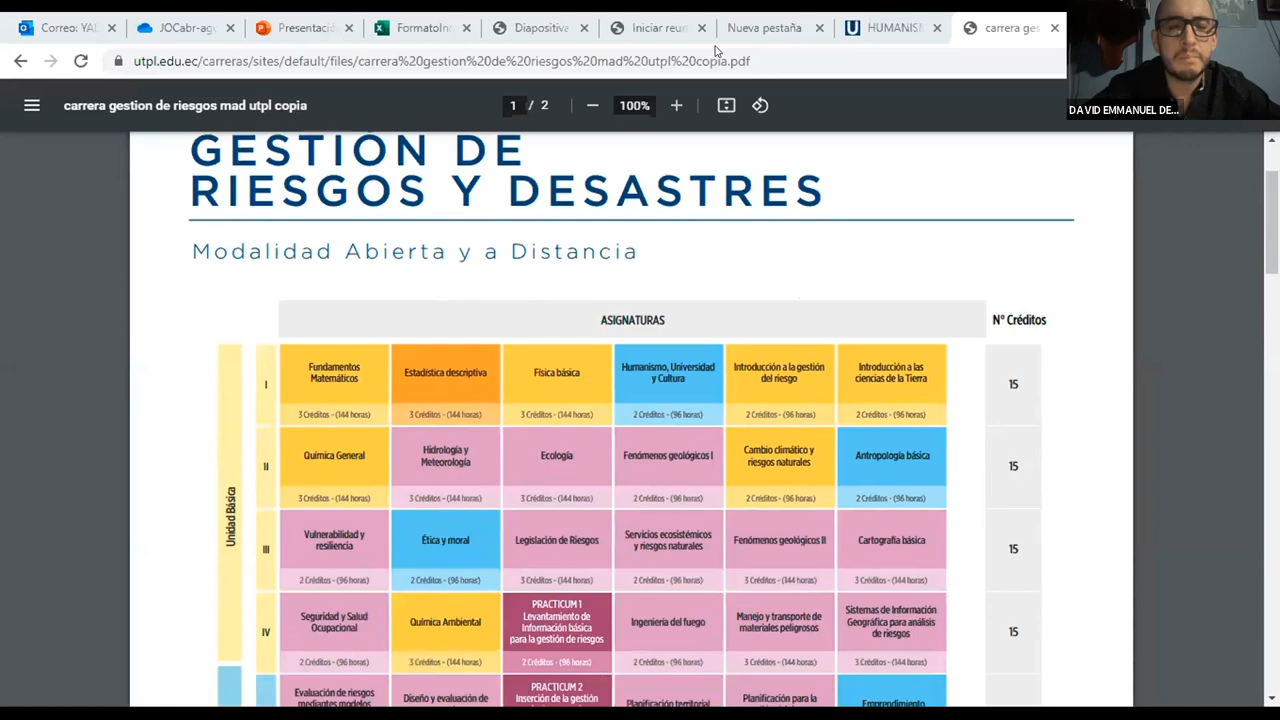 Correo: YAL
JOCabr-ago
Presentació
FormatoInc
Diapositiva
Iniciar reun
Nueva pestaña
HUMANISM
carrera ges
utpl.edu.ec/carreras/sites/default/files/carrera%20gestion%20de%20riesgos%20mad%20utpl%20copia.pdf
DAVID EMMANUEL DE...
carrera gestion de riesgos mad utpl copia
1 / 2
100%
GESTIÓN DE
RIESGOS Y DESASTRES
Modalidad Abierta y a Distancia
ASIGNATURAS
N° Créditos
Unidad Básica
I
Fundamentos
Matemáticos
3 Créditos - (144 horas)
Estadística descriptiva
3 Créditos - (144 horas)
Física básica
3 Créditos - (144 horas)
Humanismo, Universidad
y Cultura
2 Créditos - (96 horas)
Introducción a la gestión
del riesgo
2 Créditos - (96 horas)
Introducción a las
ciencias de la Tierra
2 Créditos - (96 horas)
15
II
Química General
3 Créditos - (144 horas)
Hidrología y
Meteorología
3 Créditos - (144 horas)
Ecología
3 Créditos - (144 horas)
Fenómenos geológicos I
2 Créditos - (96 horas)
Cambio climático y
riesgos naturales
2 Créditos - (96 horas)
Antropología básica
2 Créditos - (96 horas)
15
III
Vulnerabilidad y
resiliencia
2 Créditos - (96 horas)
Ética y moral
2 Créditos - (96 horas)
Legislación de Riesgos
3 Créditos - (144 horas)
Servicios ecosistémicos
y riesgos naturales
2 Créditos - (96 horas)
Fenómenos geológicos II
3 Créditos - (144 horas)
Cartografía básica
3 Créditos - (144 horas)
15
IV
Seguridad y Salud
Ocupacional
2 Créditos - (96 horas)
Química Ambiental
3 Créditos - (144 horas)
PRACTICUM 1
Levantamiento de
Información básica
para la gestión de riesgos
2 Créditos - (96 horas)
Ingeniería del fuego
2 Créditos - (96 horas)
Manejo y transporte de
materiales peligrosos
3 Créditos - (144 horas)
Sistemas de Información
Geográfica para análisis
de riesgos
3 Créditos - (144 horas)
15
Evaluación de riesgos
mediantes modelos
Diseño y evaluación de
PRACTICUM 2
Inserción de la gestión
Planificación territorial
Planificación para la
Emprendimiento